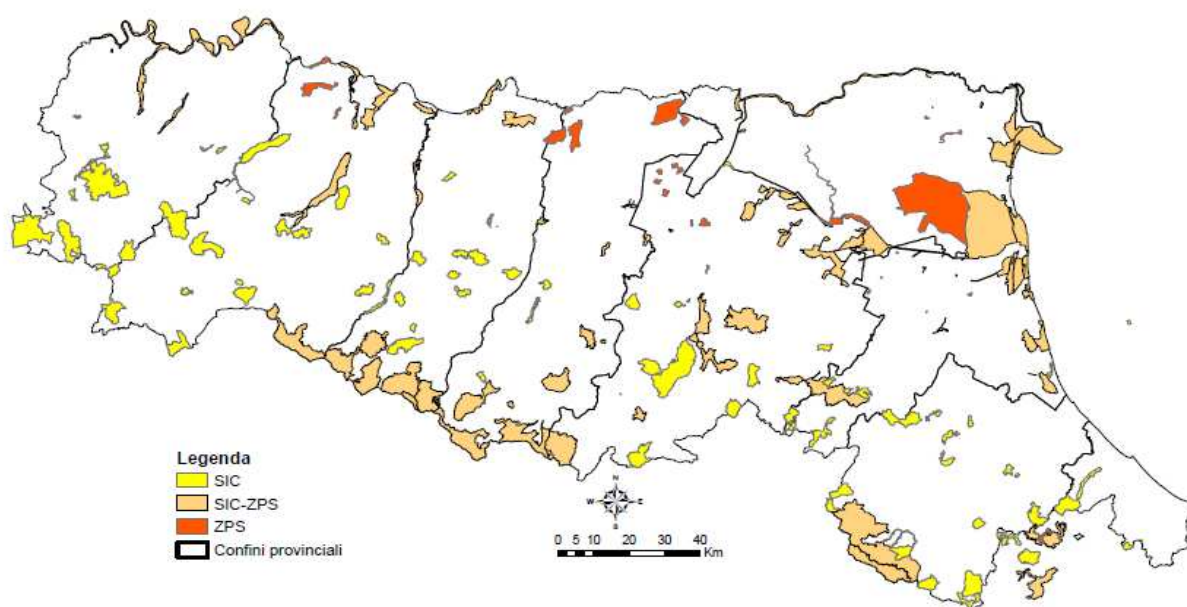 Legenda
SIC
SIC-ZPS
ZPS
Confini provinciali
N
W E
S
0 5 10 20 30 40
Km